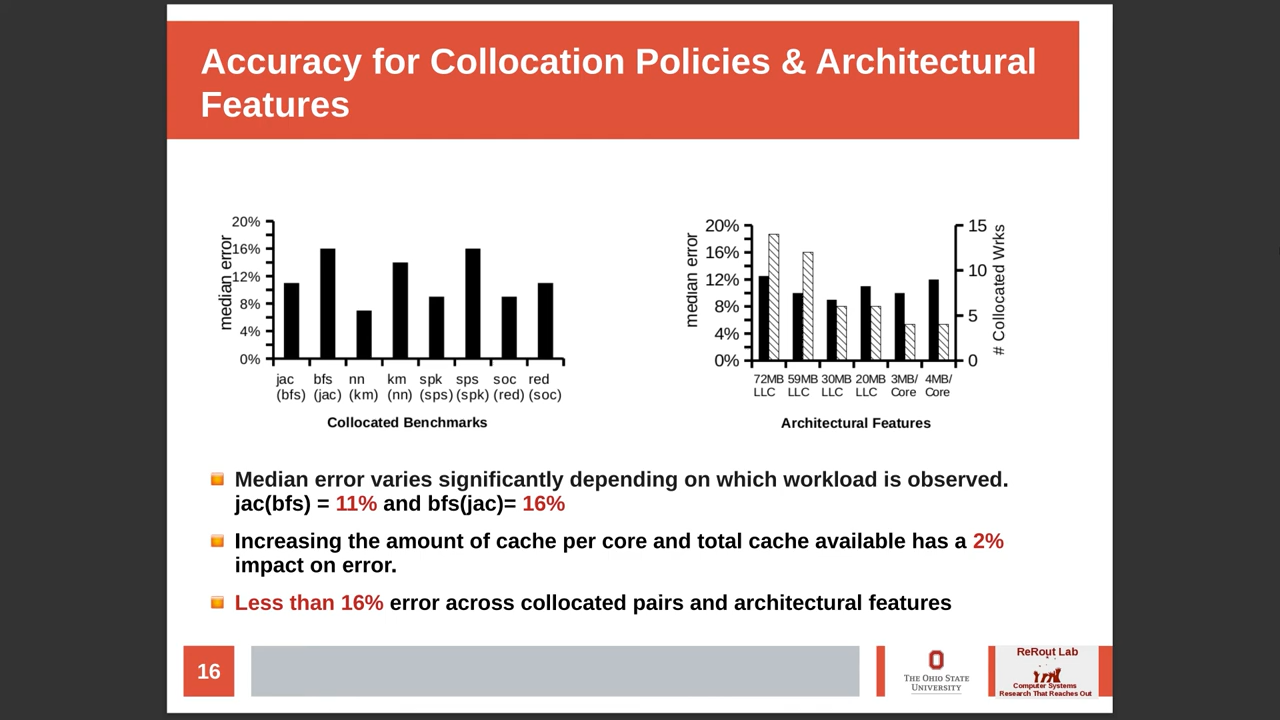 Accuracy for Collocation Policies & Architectural
Features
20%
16%
12%
8%
4%
0%
median error
jac bfs nn km spk sps soc red
(bfs) (jac) (km) (nn) (sps) (spk) (red) (soc)
Collocated Benchmarks
20%
16%
12%
8%
4%
0%
median error
15
10
5
0
# Collocated Wrks
72MB 59MB 30MB 20MB 3MB/ 4MB/
LLC LLC LLC LLC Core Core
Architectural Features
Median error varies significantly depending on which workload is observed.
jac(bfs) = 11% and bfs(jac)= 16%
Increasing the amount of cache per core and total cache available has a 2%
impact on error.
Less than 16% error across collocated pairs and architectural features
16
THE OHIO STATE
UNIVERSITY
ReRout Lab
Computer Systems
Research That Reaches Out